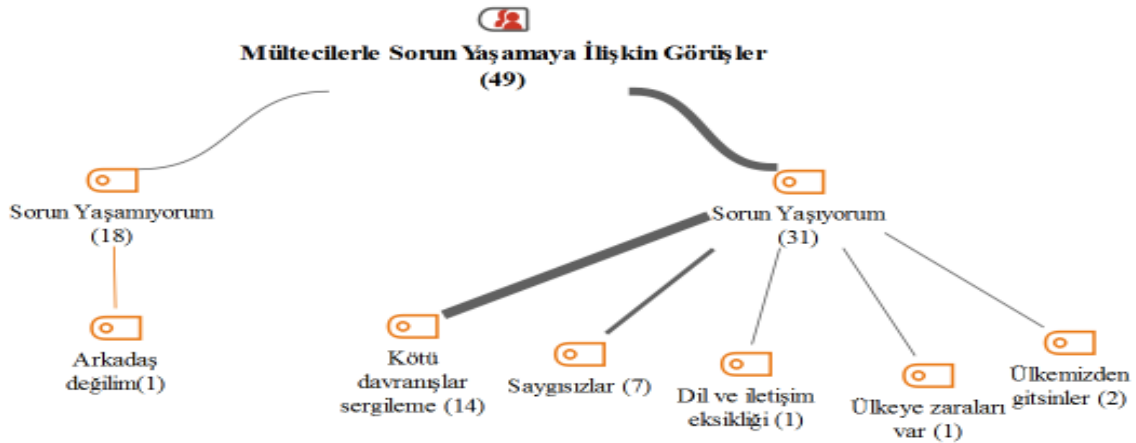 Mültecilerle Sorun Yaşamaya İlişkin Görüşler
(49)
Sorun Yaşamıyorum
(18)
Sorun Yaşıyorum
(31)
Arkadaş
değilim(1)
Kötü
davranışlar
sergileme (14)
Saygısızlar (7)
Dil ve iletişim
eksikliği (1)
Ülkeye zaraları
var (1)
Ülkemizden
gitsinler (2)